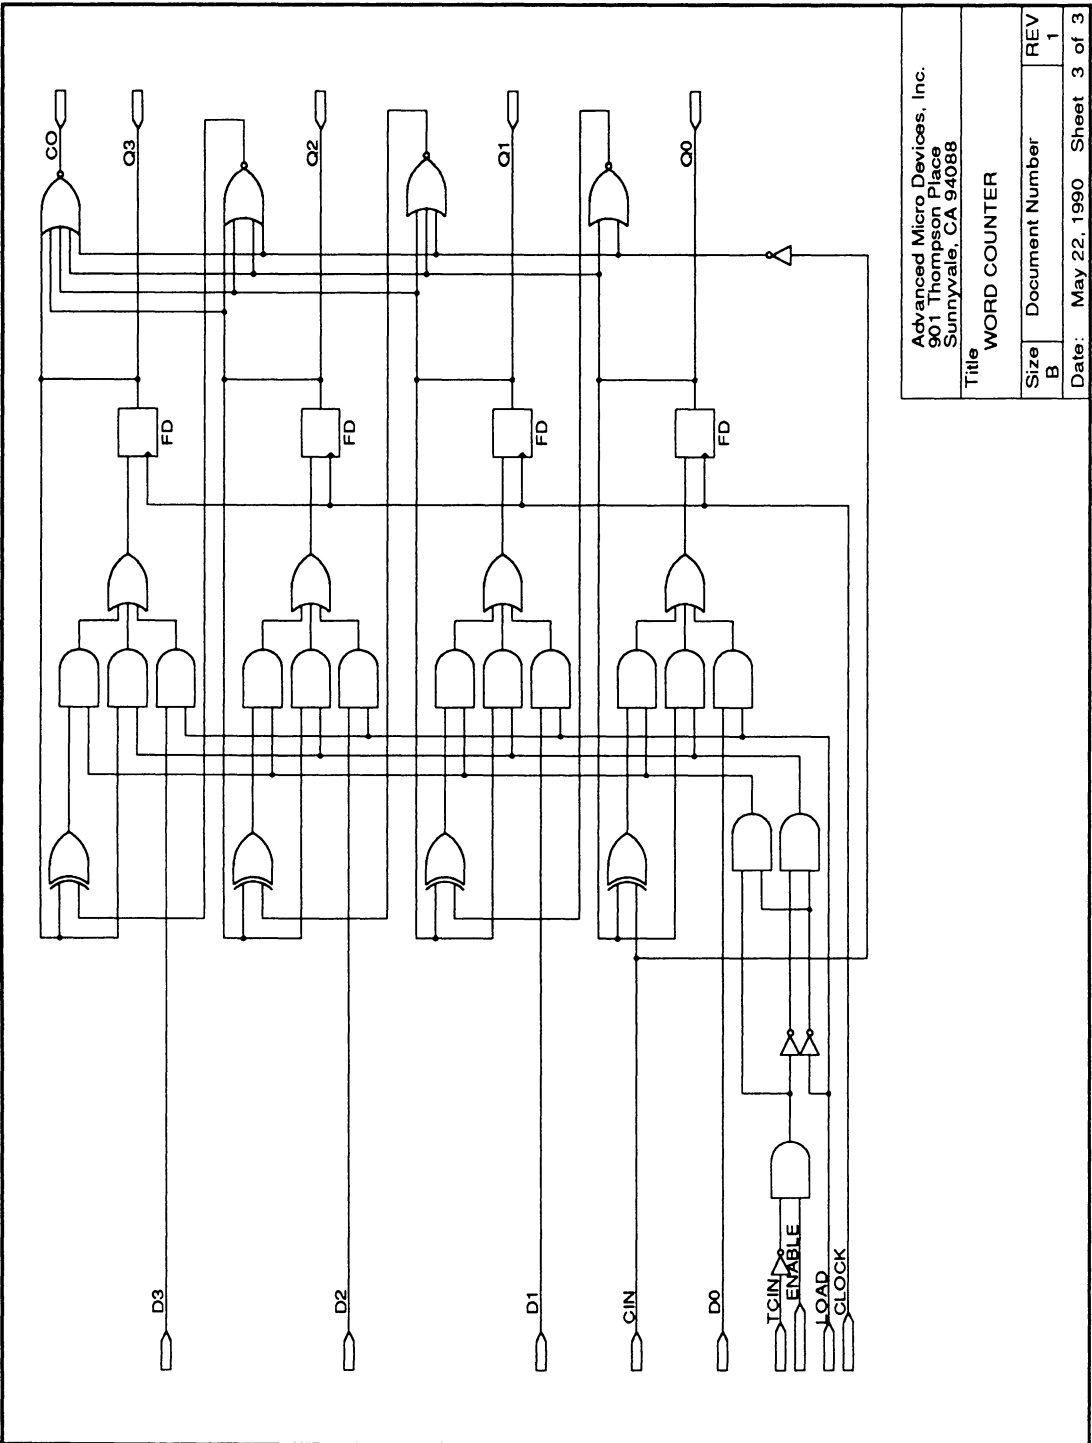 D3
D2
D1
CIN
D0
TCIN
ENABLE
LOAD
CLOCK
FD
FD
FD
FD
CO
Q3
Q2
Q1
Q0
Advanced Micro Devices, Inc.
901 Thompson Place
Sunnyvale, CA 94088
Title
WORD COUNTER
Size Document Number REV
B 1
Date: May 22, 1990 Sheet 3 of 3